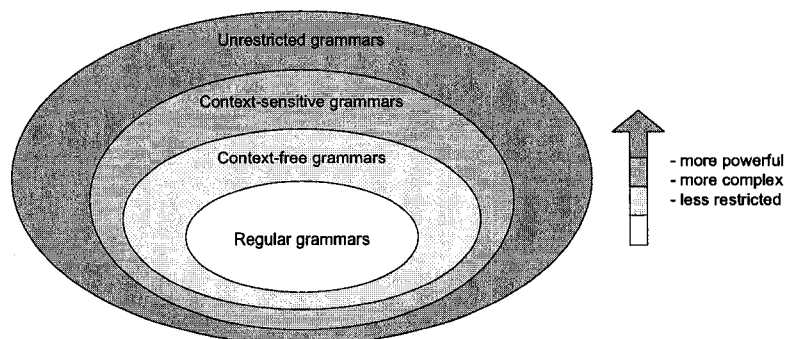 Unrestricted grammars
Context-sensitive grammars
Context-free grammars
Regular grammars
- more powerful
- more complex
- less restricted